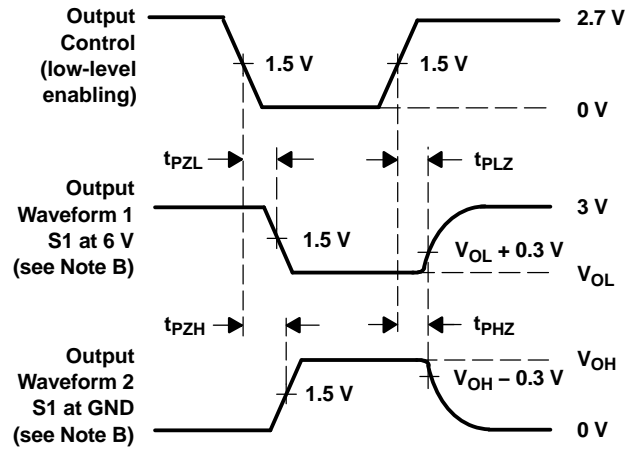 Output
Control
(low-level
enabling)
2.7 V
1.5 V
1.5 V
0 V
tPZL
tPLZ
Output
Waveform 1
S1 at 6 V
(see Note B)
3 V
1.5 V
VOL + 0.3 V
VOL
tPZH
tPHZ
Output
Waveform 2
S1 at GND
(see Note B)
VOH
1.5 V
VOH − 0.3 V
0 V